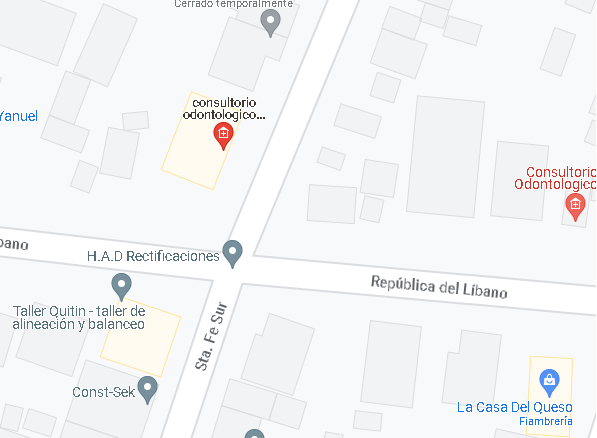 Cerrado temporalmente
consultorio
odontologico...
Yanuel
Consultorio
Odontologico
bano
H.A.D Rectificaciones
República del Líbano
Taller Quitin - taller de
alineación y balanceo
Sta. Fe Sur
Const-Sek
La Casa Del Queso
Fiambrería